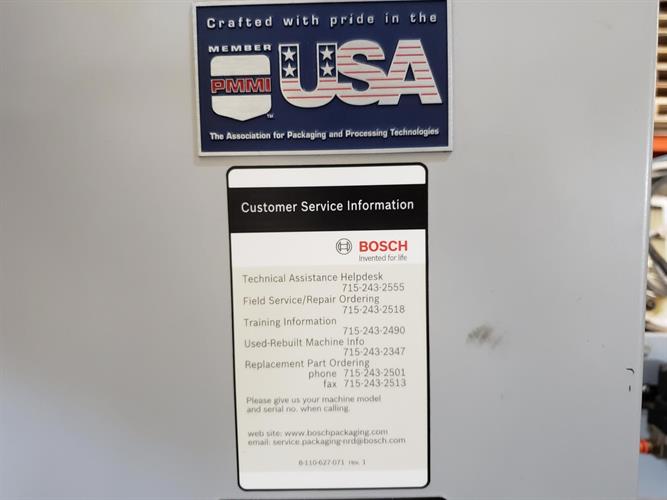 Crafted with pride in the
MEMBER
PMMI
USA
TM
The Association for Packaging and Processing Technologies
Customer Service Information
BOSCH
Invented for life
Technical Assistance Helpdesk
715-243-2555
Field Service/Repair Ordering
715-243-2518
Training Information
715-243-2490
Used-Rebuilt Machine Info
715-243-2347
Replacement Part Ordering
phone 715-243-2501
fax 715-243-2513
Please give us your machine model
and serial no. when calling.
web site: www.boschpackaging.com
email: service.packaging-nrd@bosch.com
8-110-627-071 rev. 1